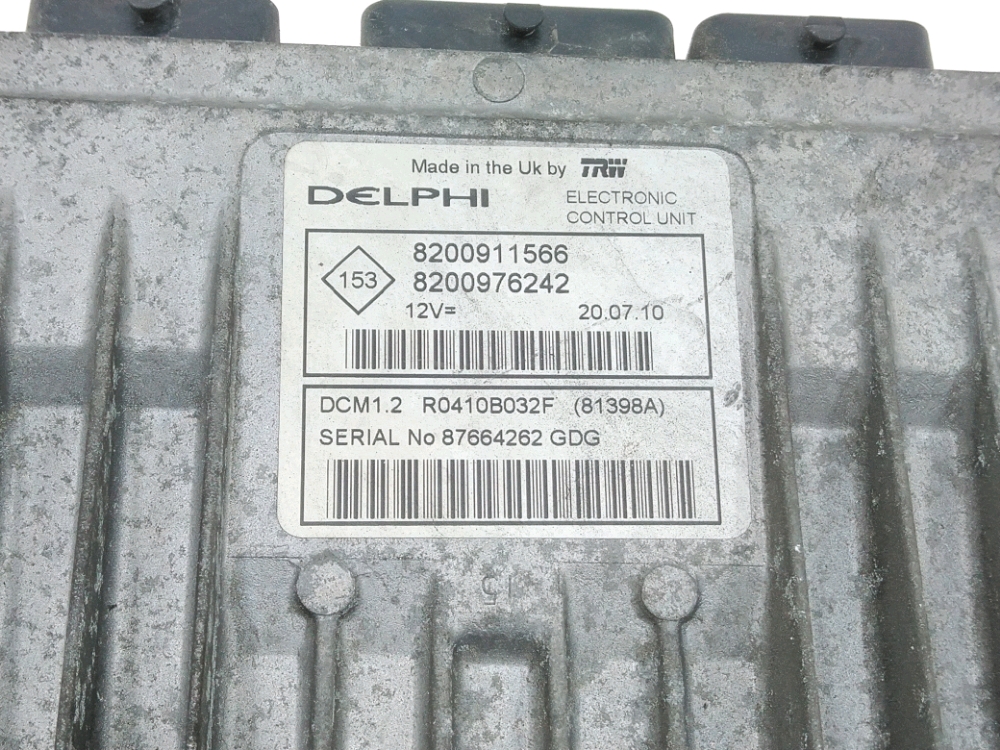 Made in the Uk by TRW
DELPHI
ELECTRONIC
CONTROL UNIT
153
8200911566
8200976242
12V= 20.07.10
DCM1.2 R0410B032F (81398A)
SERIAL No 87664262 GDG
15